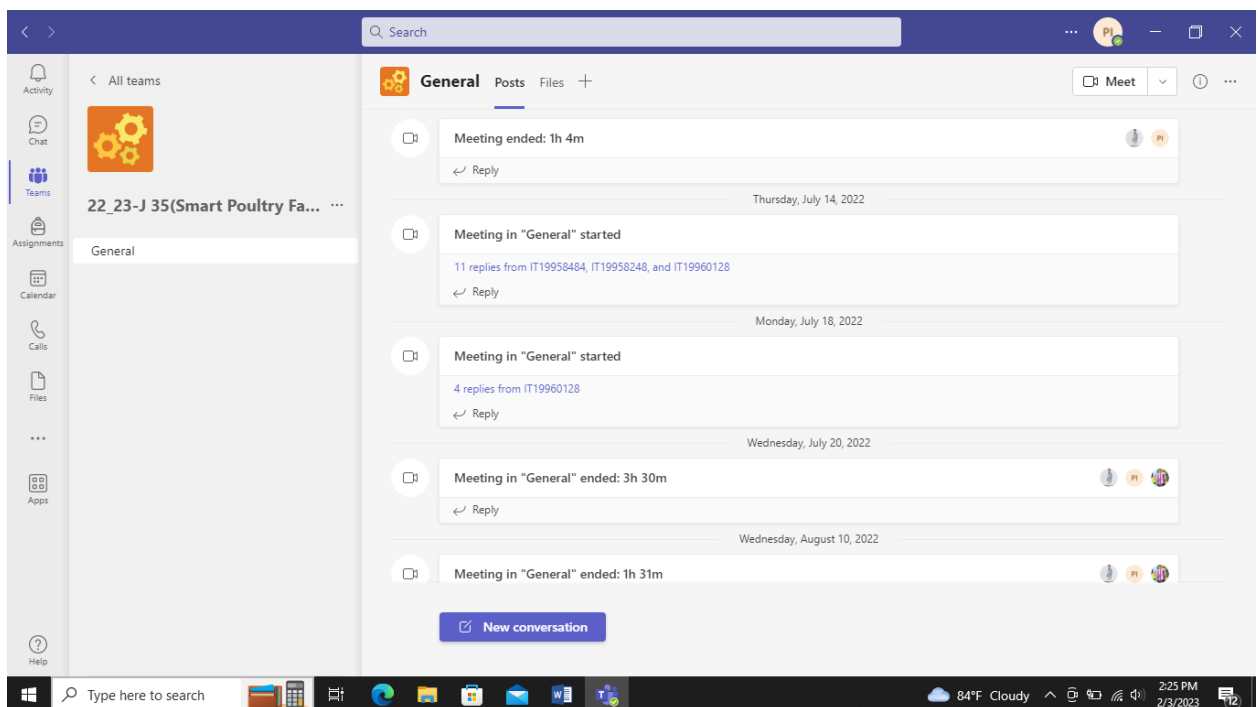 Search
PI
Activity
Chat
Teams
Assignments
Calendar
Calls
Files
Apps
Help
All teams
22_23-J 35(Smart Poultry Fa...
General
General Posts Files
Meet
Meeting ended: 1h 4m
PI
Reply
Thursday, July 14, 2022
Meeting in "General" started
11 replies from IT19958484, IT19958248, and IT19960128
Reply
Monday, July 18, 2022
Meeting in "General" started
4 replies from IT19960128
Reply
Wednesday, July 20, 2022
Meeting in "General" ended: 3h 30m
PI
Reply
Wednesday, August 10, 2022
Meeting in "General" ended: 1h 31m
PI
New conversation
Type here to search
84°F Cloudy
2:25 PM
2/3/2023
12